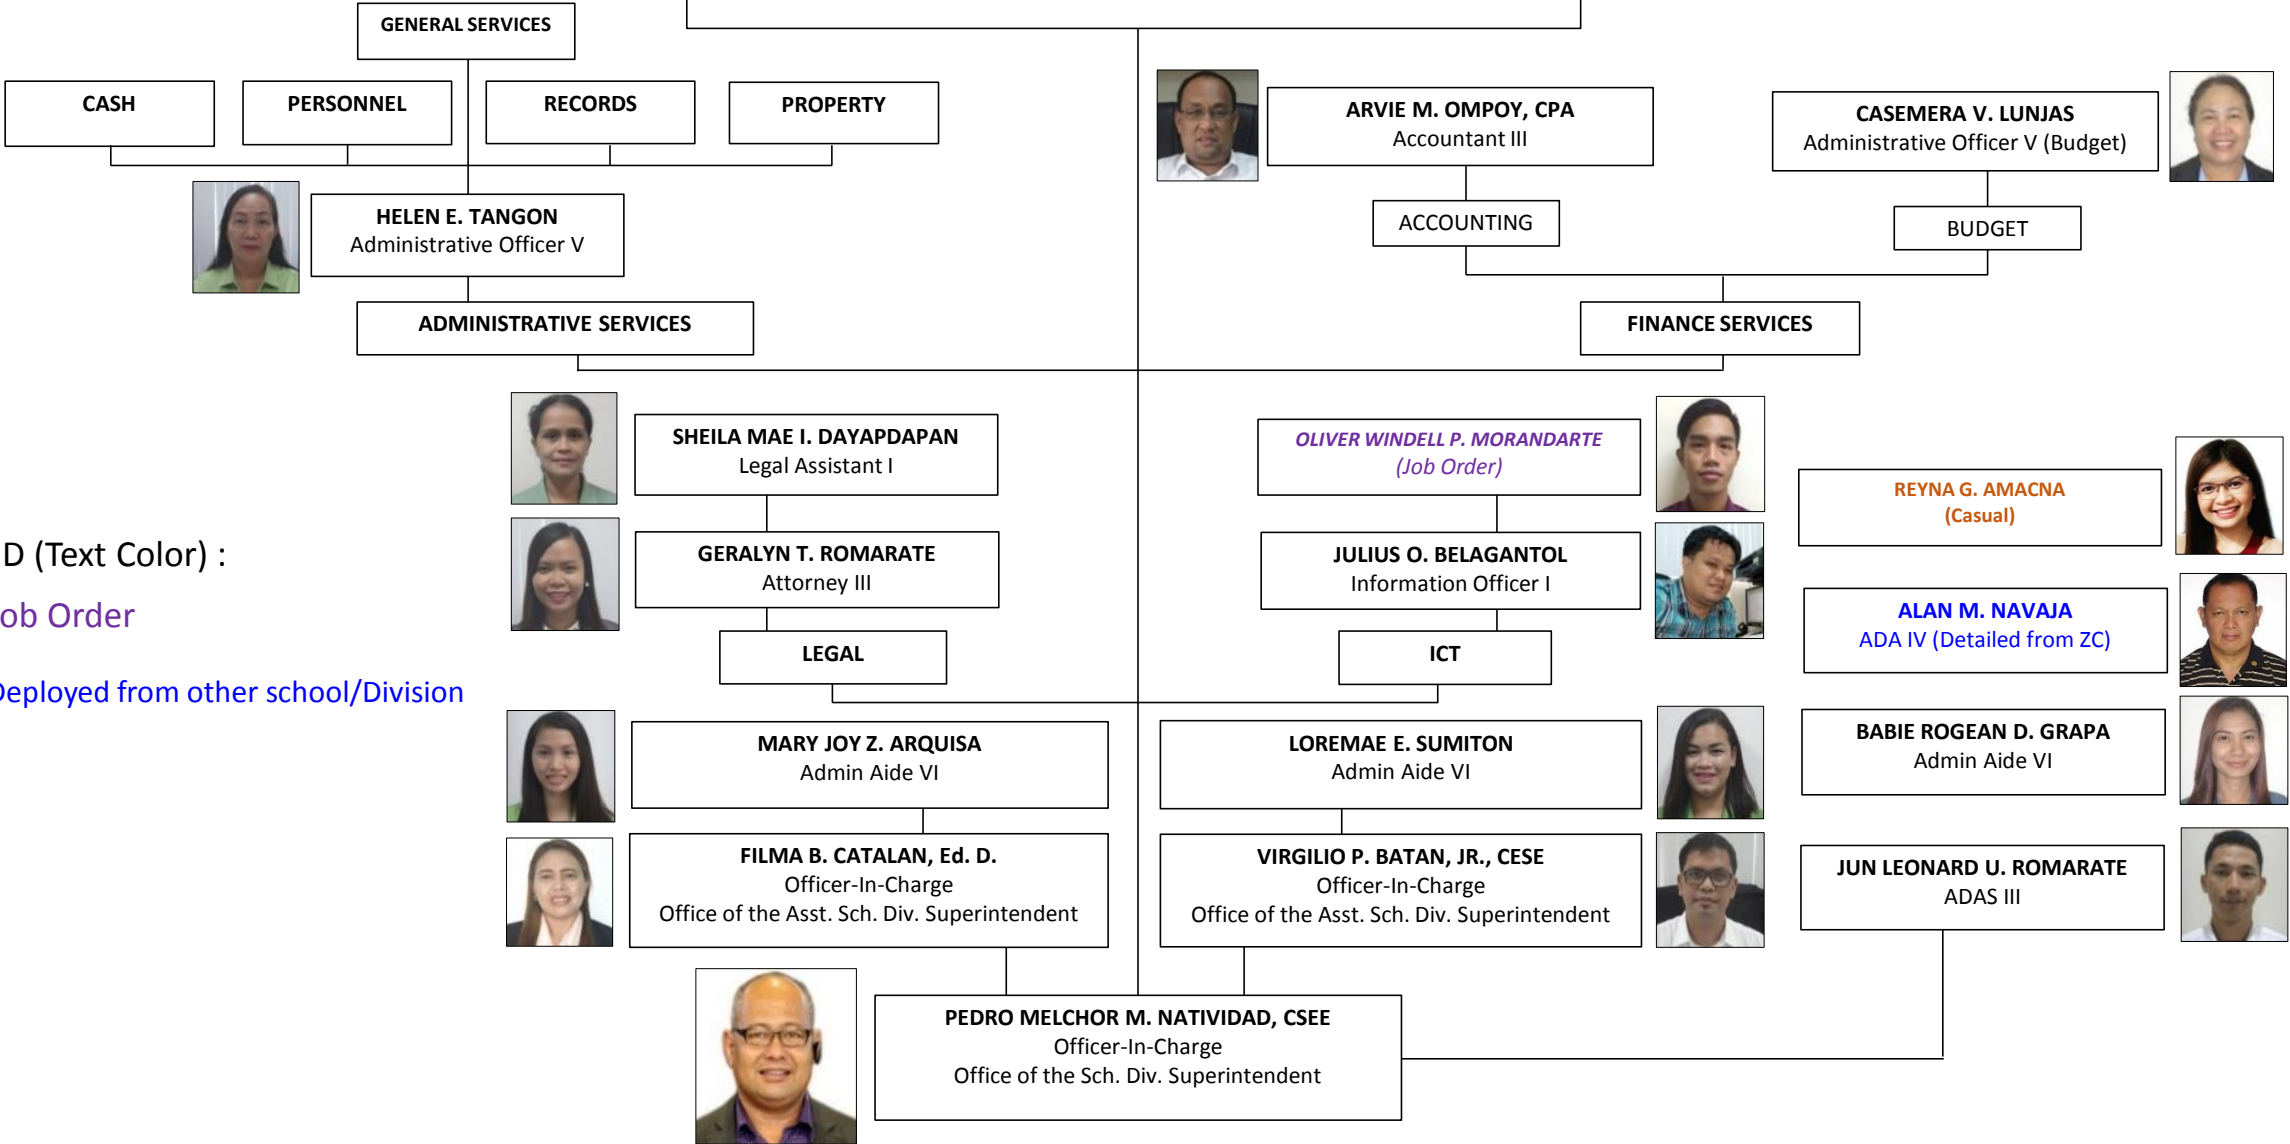 GENERAL SERVICES
CASH
PERSONNEL
RECORDS
PROPERTY
ARVIE M. OMPOY, CPA
Accountant III
CASEMERA V. LUNJAS
Administrative Officer V (Budget)
HELEN E. TANGON
Administrative Officer V
ACCOUNTING
BUDGET
ADMINISTRATIVE SERVICES
FINANCE SERVICES
SHEILA MAE I. DAYAPDAPAN
Legal Assistant I
OLIVER WINDELL P. MORANDARTE
(Job Order)
REYNA G. AMACNA
(Casual)
D (Text Color) :
GERALYN T. ROMARATE
Attorney III
JULIUS O. BELAGANTOL
Information Officer I
ob Order
ALAN M. NAVAJA
ADA IV (Detailed from ZC)
LEGAL
ICT
Deployed from other school/Division
MARY JOY Z. ARQUISA
Admin Aide VI
LOREMAE E. SUMITON
Admin Aide VI
BABIE ROGEAN D. GRAPA
Admin Aide VI
FILMA B. CATALAN, Ed. D.
Officer-In-Charge
Office of the Asst. Sch. Div. Superintendent
VIRGILIO P. BATAN, JR., CESE
Officer-In-Charge
Office of the Asst. Sch. Div. Superintendent
JUN LEONARD U. ROMARATE
ADAS III
PEDRO MELCHOR M. NATIVIDAD, CSEE
Officer-In-Charge
Office of the Sch. Div. Superintendent